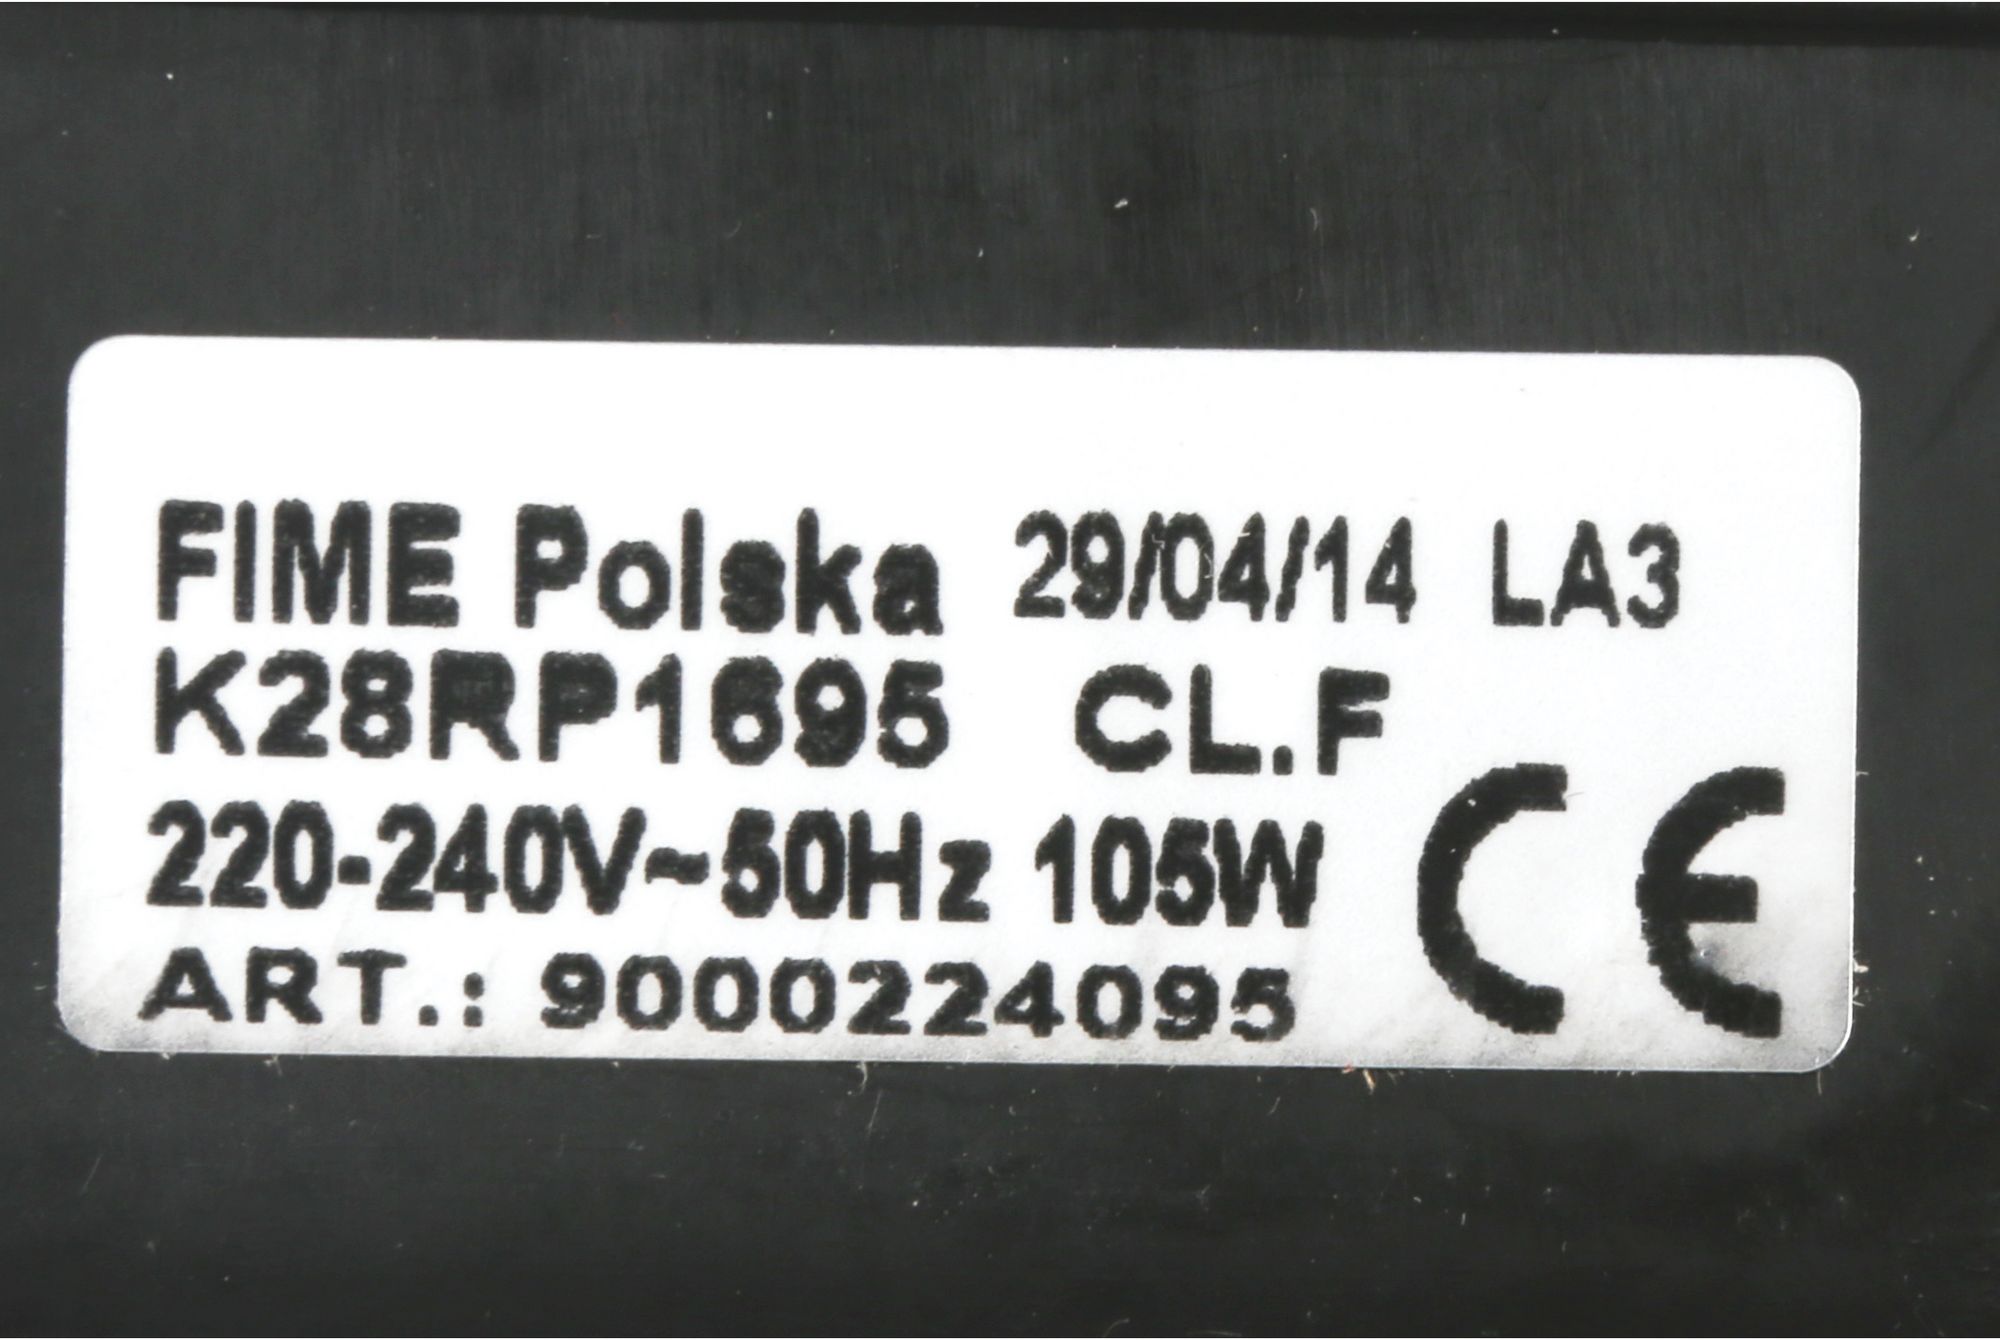 FIME Polska 29/04/14 LA3
K28RP1695 CL.F
220-240V~50Hz 105W
ART.: 9000224095
CE